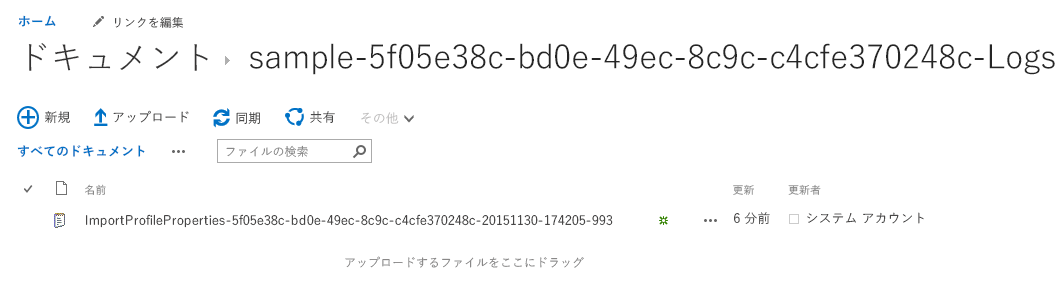 ホーム リンクを編集
ドキュメント sample-5f05e38c-bd0e-49ec-8c9c-c4cfe370248c-Logs
新規 アップロード 同期 共有 その他
すべてのドキュメント ••• ファイルの検索
名前 更新 更新者
ImportProfileProperties-5f05e38c-bd0e-49ec-8c9c-c4cfe370248c-20151130-174205-993 ••• 6 分前 システム アカウント
アップロードするファイルをここにドラッグ